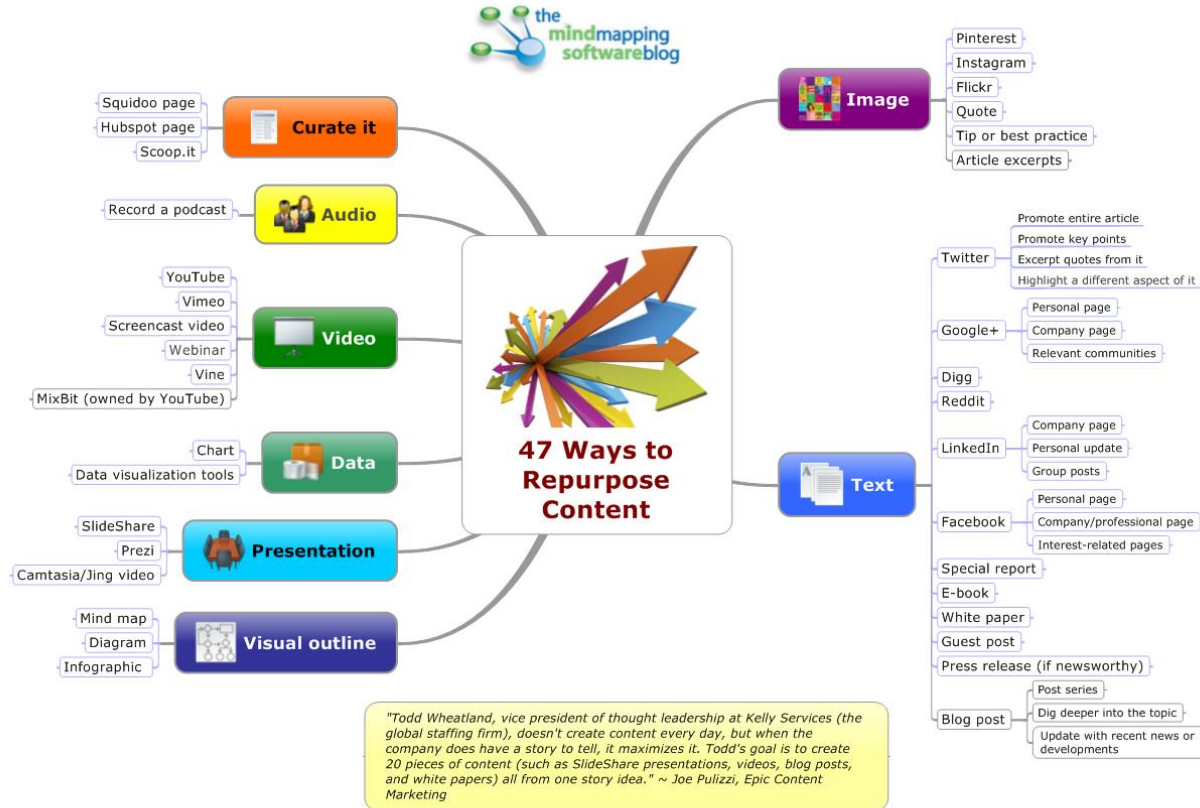 the
mindmapping
softwareblog
47 Ways to
Repurpose
Content
Image
Pinterest
Instagram
Flickr
Quote
Tip or best practice
Article excerpts
Text
Twitter
Promote entire article
Promote key points
Excerpt quotes from it
Highlight a different aspect of it
Google+
Personal page
Company page
Relevant communities
Digg
Reddit
LinkedIn
Company page
Personal update
Group posts
Facebook
Personal page
Company/professional page
Interest-related pages
Special report
E-book
White paper
Guest post
Press release (if newsworthy)
Blog post
Post series
Dig deeper into the topic
Update with recent news or
developments
Curate it
Squidoo page
Hubspot page
Scoop.it
Audio
Record a podcast
Video
YouTube
Vimeo
Screencast video
Webinar
Vine
MixBit (owned by YouTube)
Data
Chart
Data visualization tools
Presentation
SlideShare
Prezi
Camtasia/Jing video
Visual outline
Mind map
Diagram
Infographic
"Todd Wheatland, vice president of thought leadership at Kelly Services (the
global staffing firm), doesn't create content every day, but when the
company does have a story to tell, it maximizes it. Todd's goal is to create
20 pieces of content (such as SlideShare presentations, videos, blog posts,
and white papers) all from one story idea." ~ Joe Pulizzi, Epic Content
Marketing